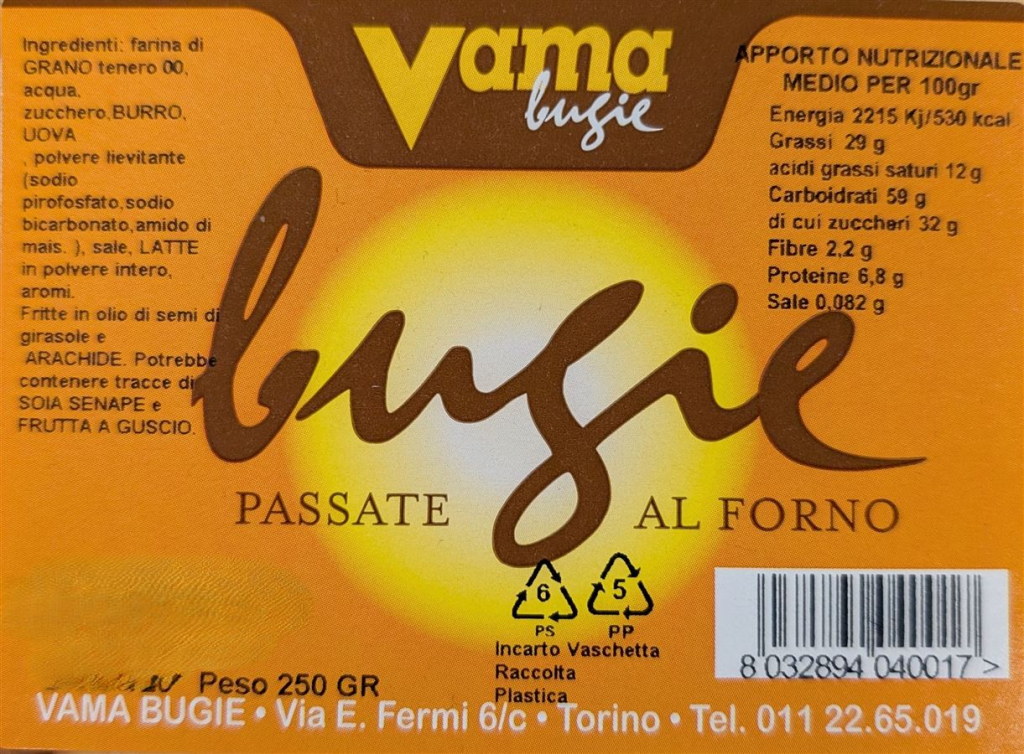 Vama
bugie
Ingredienti: farina di
GRANO tenero 00,
acqua,
zucchero,BURRO,
UOVA
, polvere lievitante
(sodio
pirofosfato,sodio
bicarbonato,amido di
mais. ), sale, LATTE
in polvere intero,
aromi.
Fritte in olio di semi di
girasole e
ARACHIDE. Potrebbe
contenere tracce di
SOIA SENAPE e
FRUTTA A GUSCIO.
APPORTO NUTRIZIONALE
MEDIO PER 100gr
Energia 2215 Kj/530 kcal
Grassi 29 g
acidi grassi saturi 12 g
Carboidrati 59 g
di cui zuccheri 32 g
Fibre 2,2 g
Proteine 6,8 g
Sale 0,082 g
bugie
PASSATE AL FORNO
6 5
PS PP
Incarto Vaschetta
Raccolta
Plastica
8 032894 040017 >
Peso 250 GR
VAMA BUGIE • Via E. Fermi 6/c • Torino • Tel. 011 22.65.019